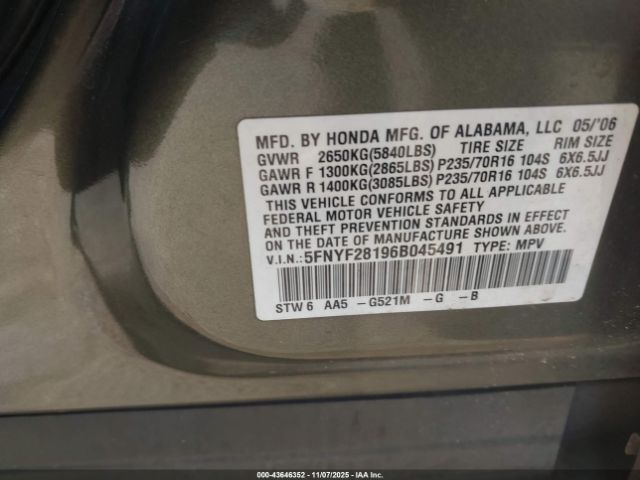 MFD. BY HONDA MFG. OF ALABAMA, LLC 05/'06
GVWR 2650KG(5840LBS) TIRE SIZE RIM SIZE
GAWR F 1300KG(2865LBS) P235/70R16 104S 6X6.5JJ
GAWR R 1400KG(3085LBS) P235/70R16 104S 6X6.5JJ
THIS VEHICLE CONFORMS TO ALL APPLICABLE
FEDERAL MOTOR VEHICLE SAFETY
AND THEFT PREVENTION STANDARDS IN EFFECT
ON THE DATE OF MANUFACTURE SHOWN ABOVE.
V.I.N.:5FNYF28196B045491 TYPE: MPV
STW6 AA5 -G521M -G -B
000-43646352 - 11/07/2025 - IAA Inc.